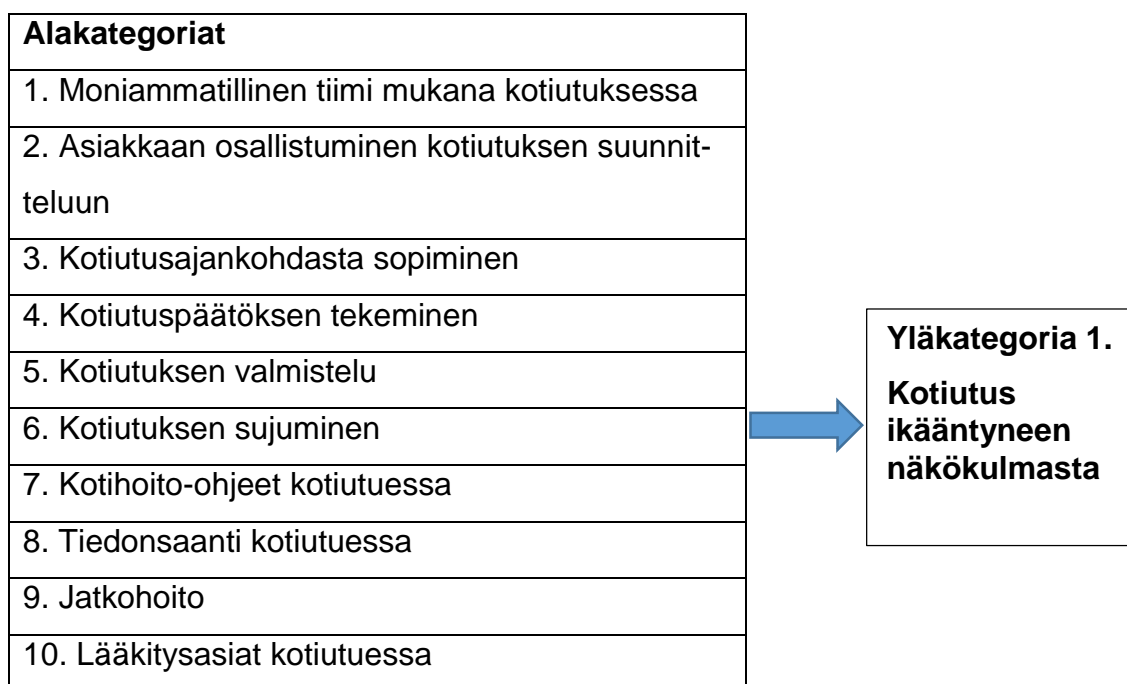 Alakategoriat
1. Moniammatillinen tiimi mukana kotiutuksessa
2. Asiakkaan osallistuminen kotiutuksen suunnit-
teluun
3. Kotiutusajankohdasta sopiminen
4. Kotiutuspäätöksen tekeminen
5. Kotiutuksen valmistelu
6. Kotiutuksen sujuminen
7. Kotihoito-ohjeet kotiutuessa
8. Tiedonsaanti kotiutuessa
9. Jatkohoito
10. Lääkitysasiat kotiutuessa
Yläkategoria 1.
Kotiutus
ikääntyneen
näkökulmasta